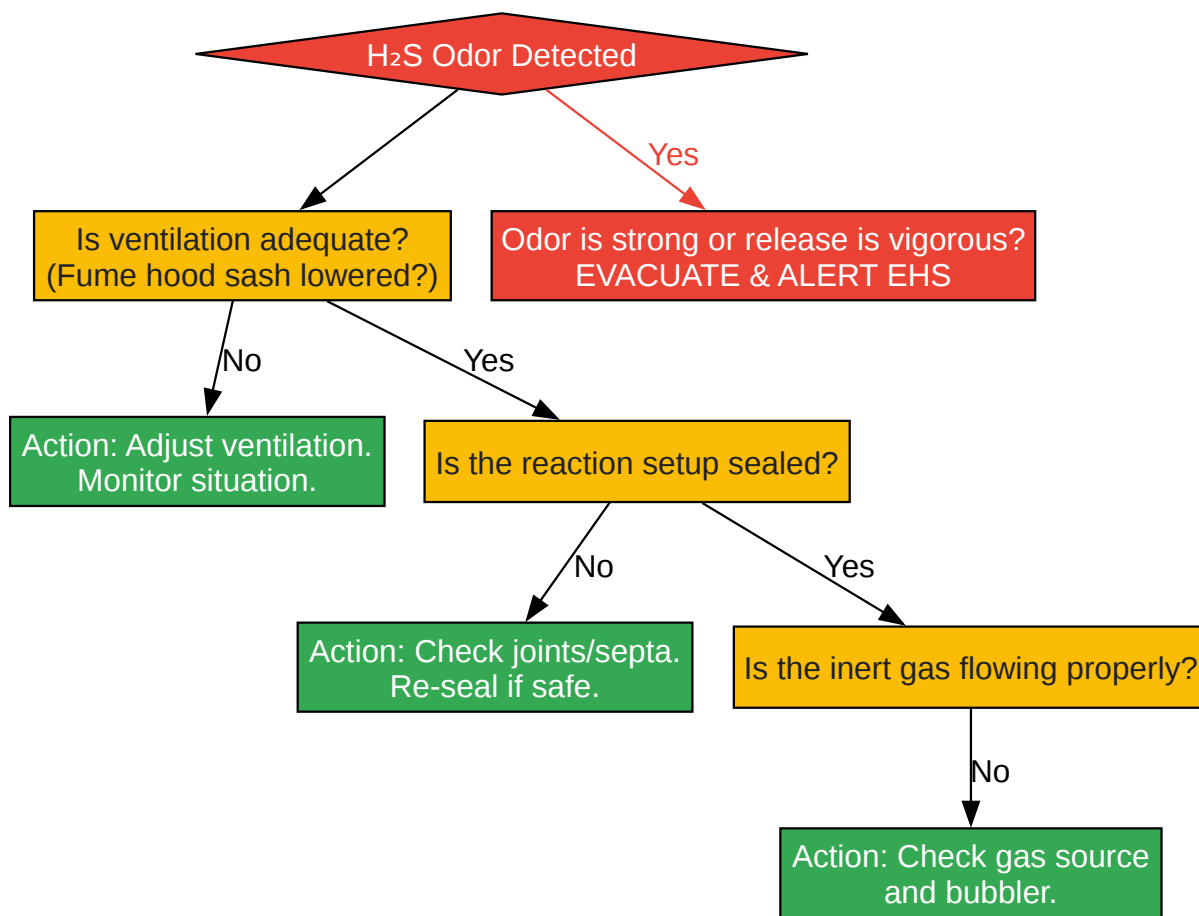 H₂S Odor Detected
Yes
Is ventilation adequate?
(Fume hood sash lowered?)
Odor is strong or release is vigorous?
EVACUATE & ALERT EHS
No
Yes
Action: Adjust ventilation.
Monitor situation.
Is the reaction setup sealed?
No
Yes
Action: Check joints/septa.
Re-seal if safe.
Is the inert gas flowing properly?
No
Action: Check gas source
and bubbler.